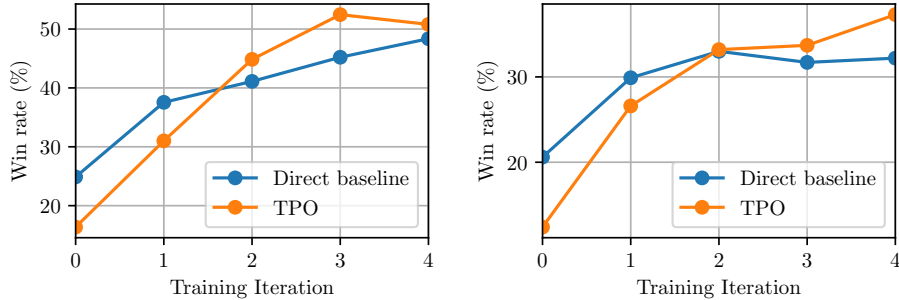 50
40
30
20
Win rate (%)
Direct baseline
TPO
0 1 2 3 4
Training Iteration
30
20
Win rate (%)
Direct baseline
TPO
0 1 2 3 4
Training Iteration